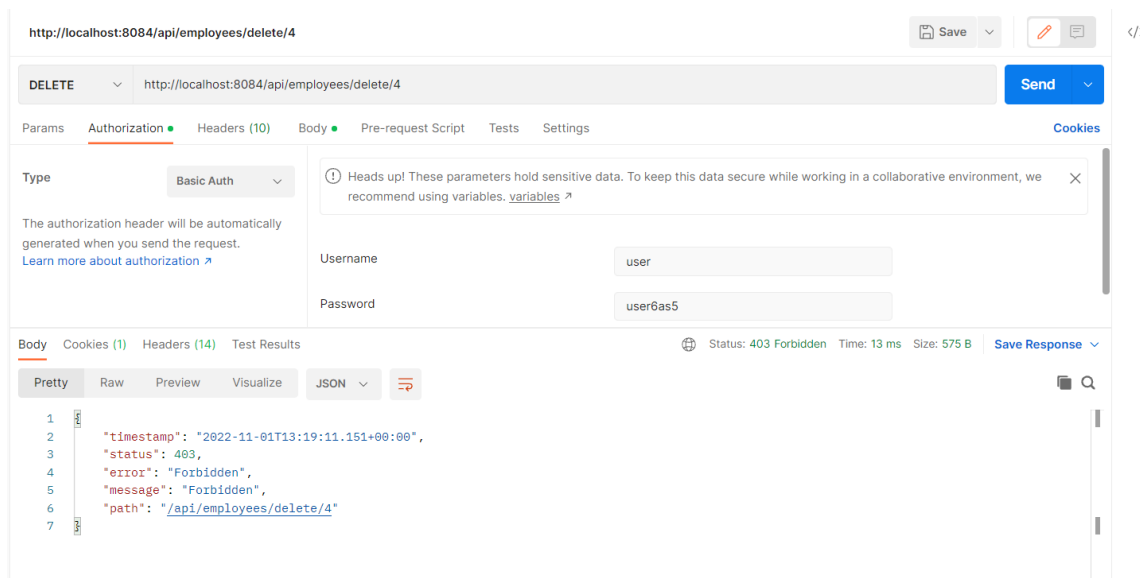 http://localhost:8084/api/employees/delete/4
Save
</
DELETE
http://localhost:8084/api/employees/delete/4
Send
Params Authorization Headers (10) Body Pre-request Script Tests Settings Cookies
Type
Basic Auth
The authorization header will be automatically
generated when you send the request.
Learn more about authorization ↗
Heads up! These parameters hold sensitive data. To keep this data secure while working in a collaborative environment, we
recommend using variables. variables ↗
Username
user
Password
user6as5
Body Cookies (1) Headers (14) Test Results
Status: 403 Forbidden Time: 13 ms Size: 575 B Save Response
Pretty Raw Preview Visualize JSON
1 {
2 "timestamp": "2022-11-01T13:19:11.151+00:00",
3 "status": 403,
4 "error": "Forbidden",
5 "message": "Forbidden",
6 "path": "/api/employees/delete/4"
7 }